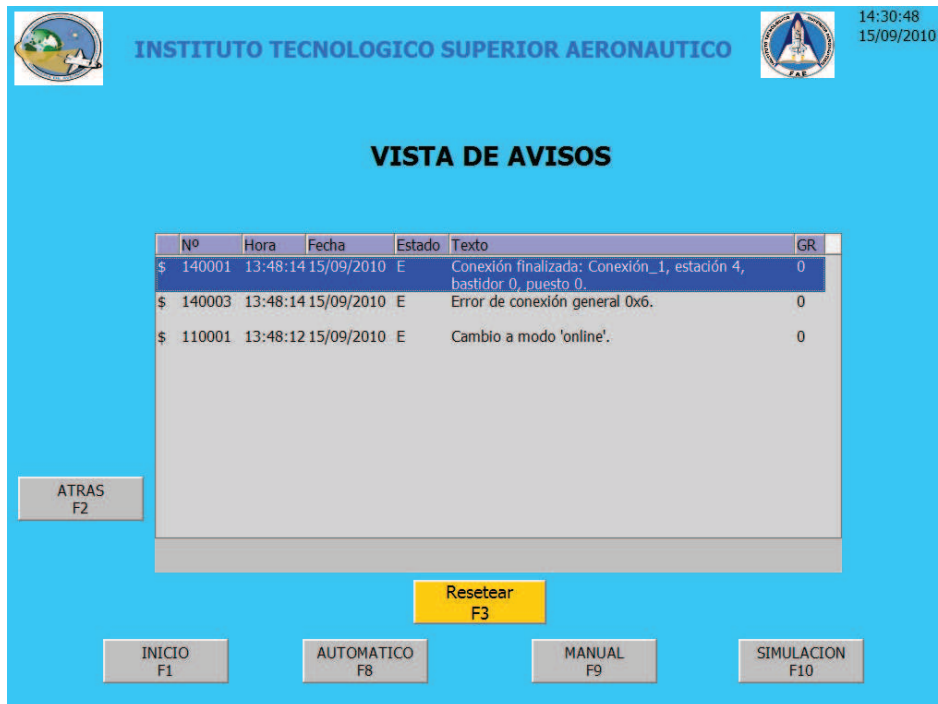 14:30:48
15/09/2010
INSTITUTO TECNOLOGICO SUPERIOR AERONAUTICO
FAE
VISTA DE AVISOS
Nº Hora Fecha Estado Texto GR
$ 140001 13:48:14 15/09/2010 E Conexión finalizada: Conexión_1, estación 4, 0
bastidor 0, puesto 0.
$ 140003 13:48:14 15/09/2010 E Error de conexión general 0x6. 0
$ 110001 13:48:12 15/09/2010 E Cambio a modo 'online'. 0
ATRAS
F2
Resetear
F3
INICIO
F1
AUTOMATICO
F8
MANUAL
F9
SIMULACION
F10